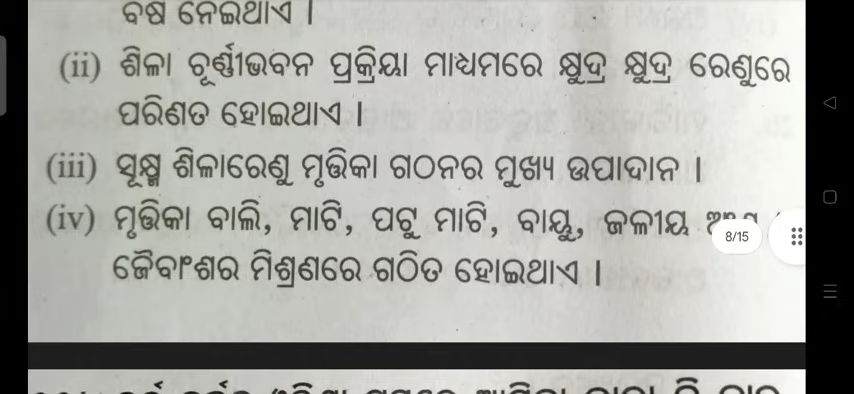 ବର୍ଷ ନେଇଥାଏ ।
(ii) ଶିଳା ଚୂର୍ଣ୍ଣୀଭବନ ପ୍ରକ୍ରିୟା ମାଧ୍ୟମରେ କ୍ଷୁଦ୍ର କ୍ଷୁଦ୍ର ରେଣୁରେ
ପରିଣତ ହୋଇଥାଏ ।
(iii) ସୂକ୍ଷ୍ମ ଶିଳାରେଣୁ ମୃତ୍ତିକା ଗଠନର ମୁଖ୍ୟ ଉପାଦାନ ।
(iv) ମୃତ୍ତିକା ବାଲି, ମାଟି, ପଟୁ ମାଟି, ବାୟୁ, ଜଳୀୟ
8/15
ଜୈବାଂଶର ମିଶ୍ରଣରେ ଗଠିତ ହୋଇଥାଏ ।